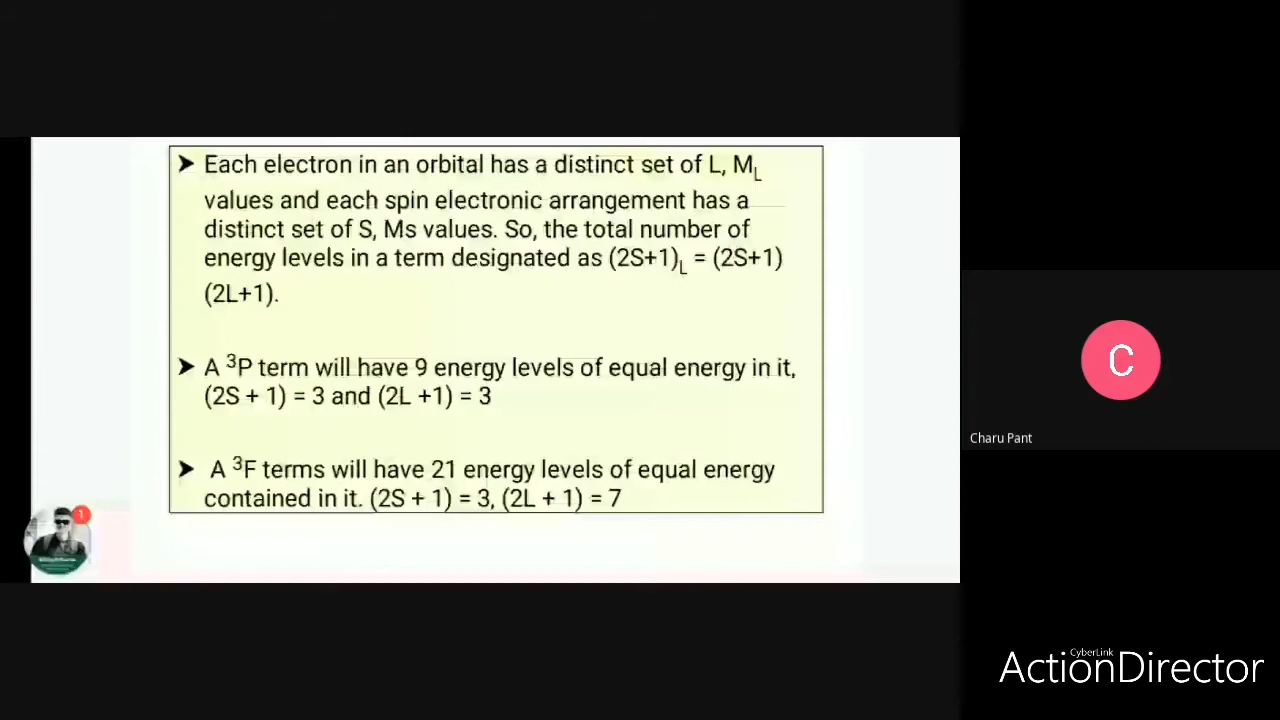 ➤ Each electron in an orbital has a distinct set of L, M_L
values and each spin electronic arrangement has a
distinct set of S, Ms values. So, the total number of
energy levels in a term designated as (2S+1)_L = (2S+1)
(2L+1).
➤ A ³P term will have 9 energy levels of equal energy in it,
(2S + 1) = 3 and (2L +1) = 3
➤ A ³F terms will have 21 energy levels of equal energy
contained in it. (2S + 1) = 3, (2L + 1) = 7
1
C
Charu Pant
CyberLink
ActionDirector